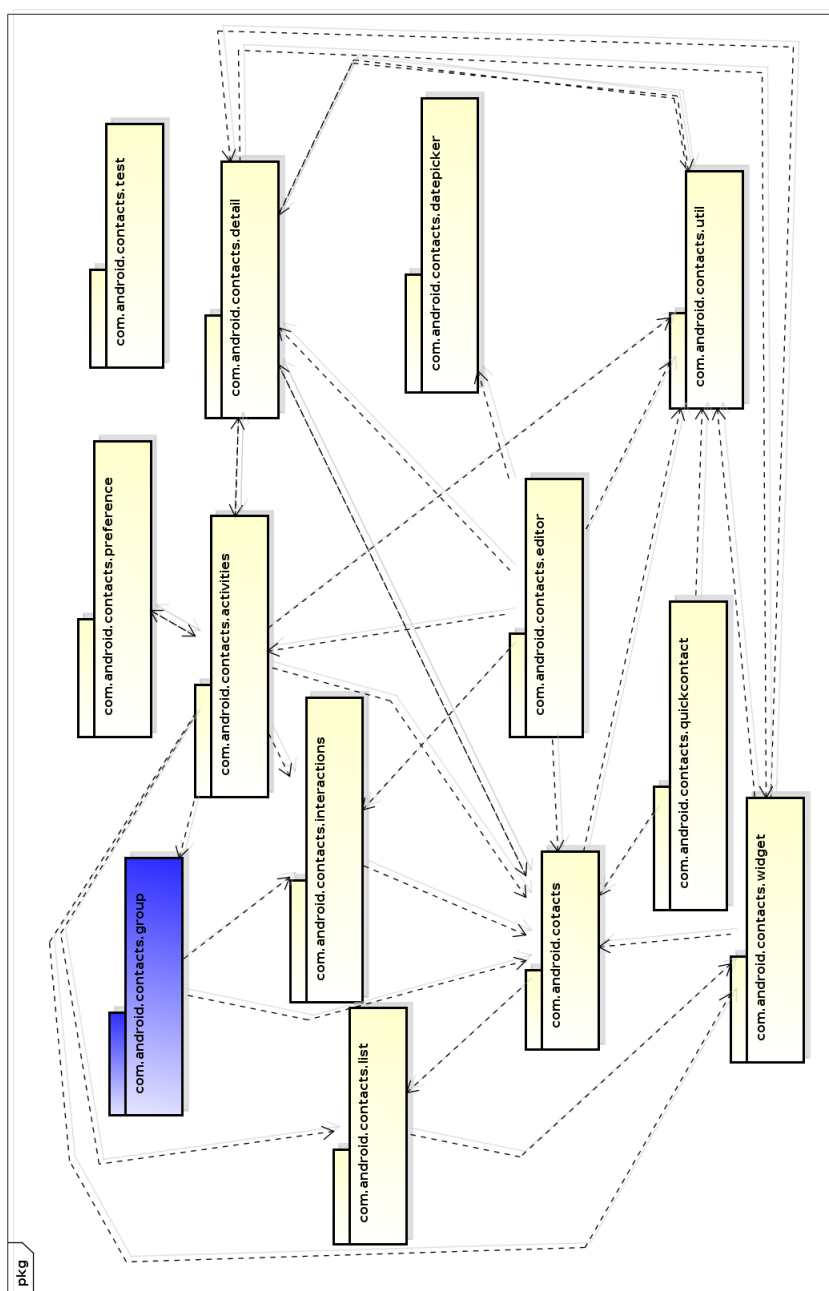 pkg
com.android.contacts.test
com.android.contacts.detail
com.android.contacts.datepicker
com.android.contacts.util
com.android.contacts.preference
com.android.contacts.activities
com.android.contacts.editor
com.android.contacts.quickcontact
com.android.contacts.interactions
com.android.contacts.group
com.android.cotacts
com.android.contacts.widget
com.android.contacts.list